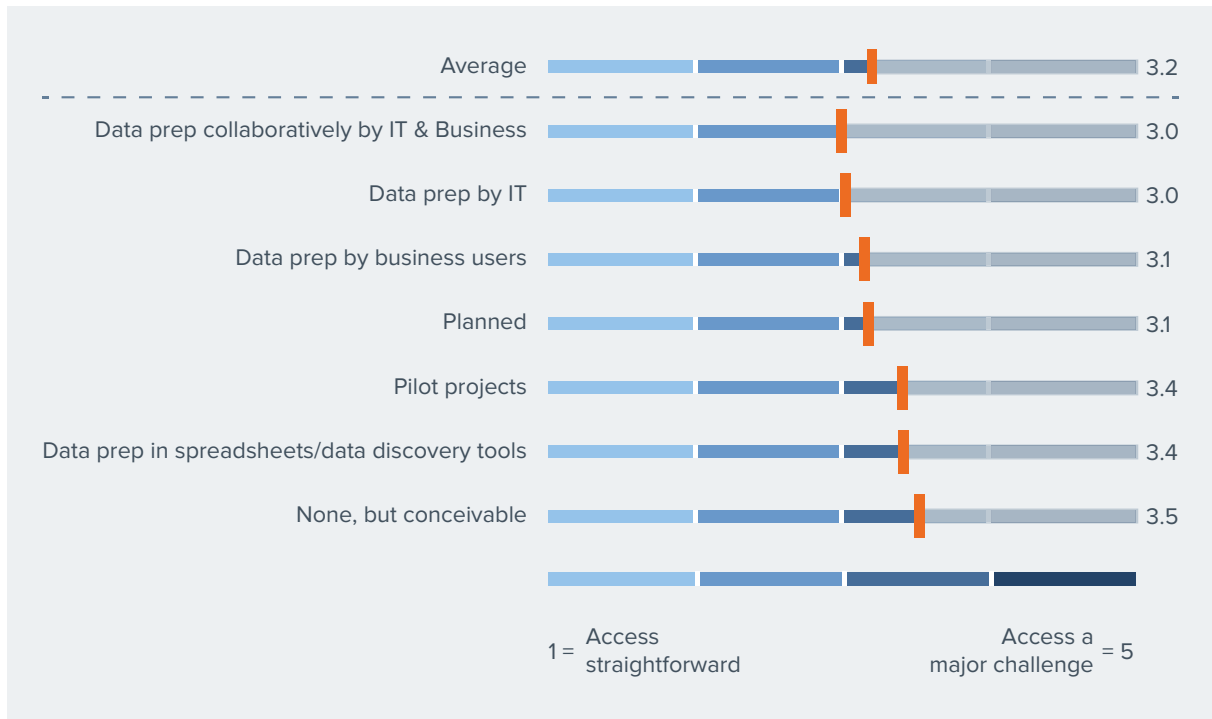 Average 3.2
Data prep collaboratively by IT & Business 3.0
Data prep by IT 3.0
Data prep by business users 3.1
Planned 3.1
Pilot projects 3.4
Data prep in spreadsheets/data discovery tools 3.4
None, but conceivable 3.5
1 = Access straightforward
Access a major challenge = 5